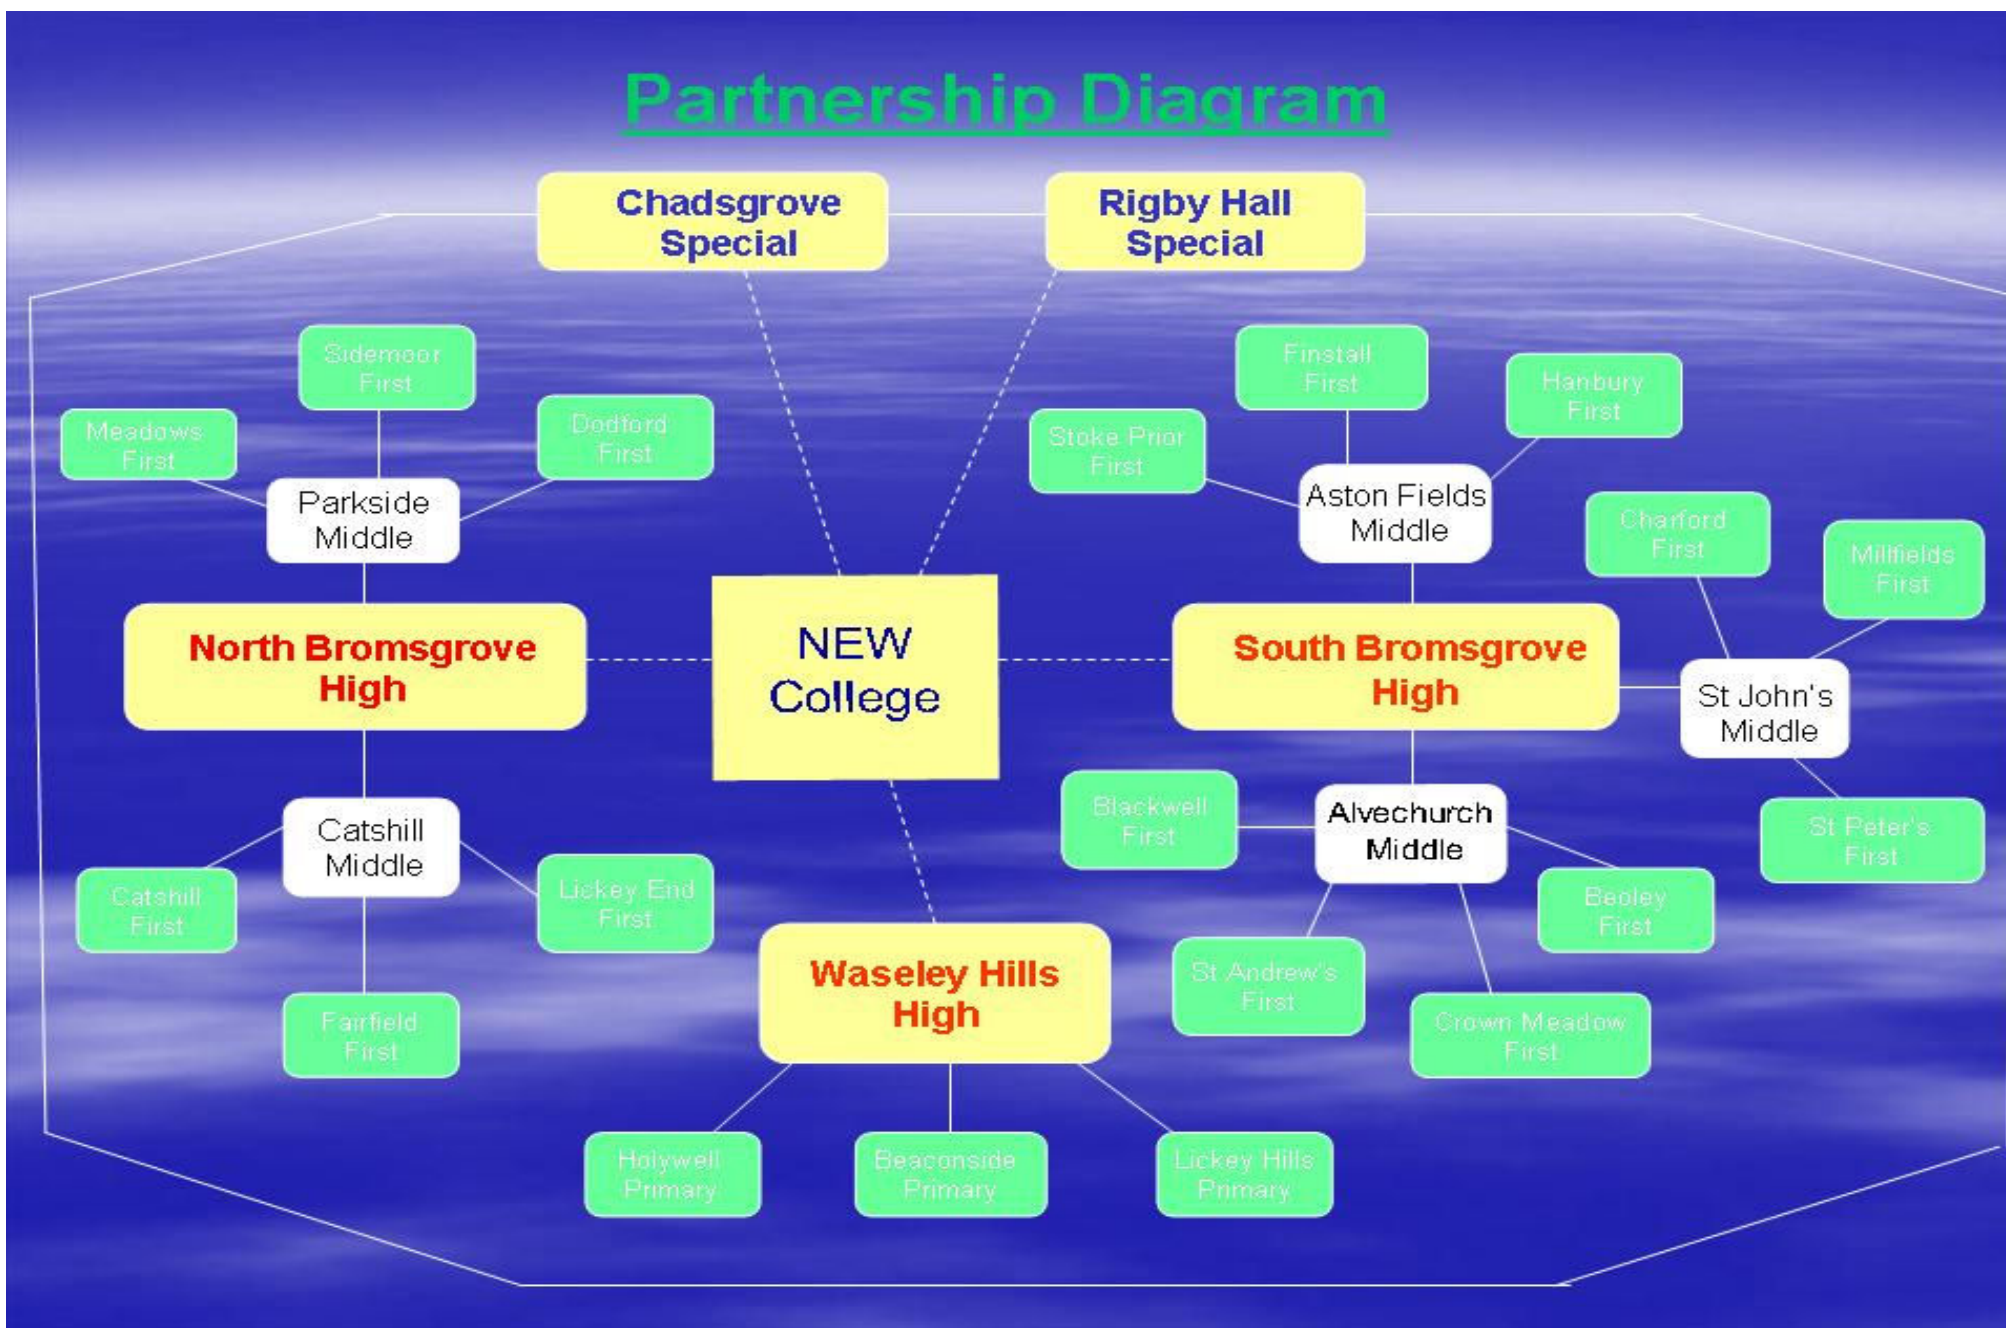 Partnership Diagram
Chadsgrove
Special
Rigby Hall
Special
Sidemoor
First
Meadows
First
Dodford
First
Parkside
Middle
Finstall
First
Hanbury
First
Stoke Prior
First
Aston Fields
Middle
Charford
First
Millfields
First
North Bromsgrove
High
NEW
College
South Bromsgrove
High
St John's
Middle
Catshill
Middle
Catshill
First
Lickey End
First
Fairfield
First
Blackwell
First
Alvechurch
Middle
St Peter's
First
Beoley
First
St Andrew's
First
Crown Meadow
First
Waseley Hills
High
Holywell
Primary
Beaconside
Primary
Lickey Hills
Primary